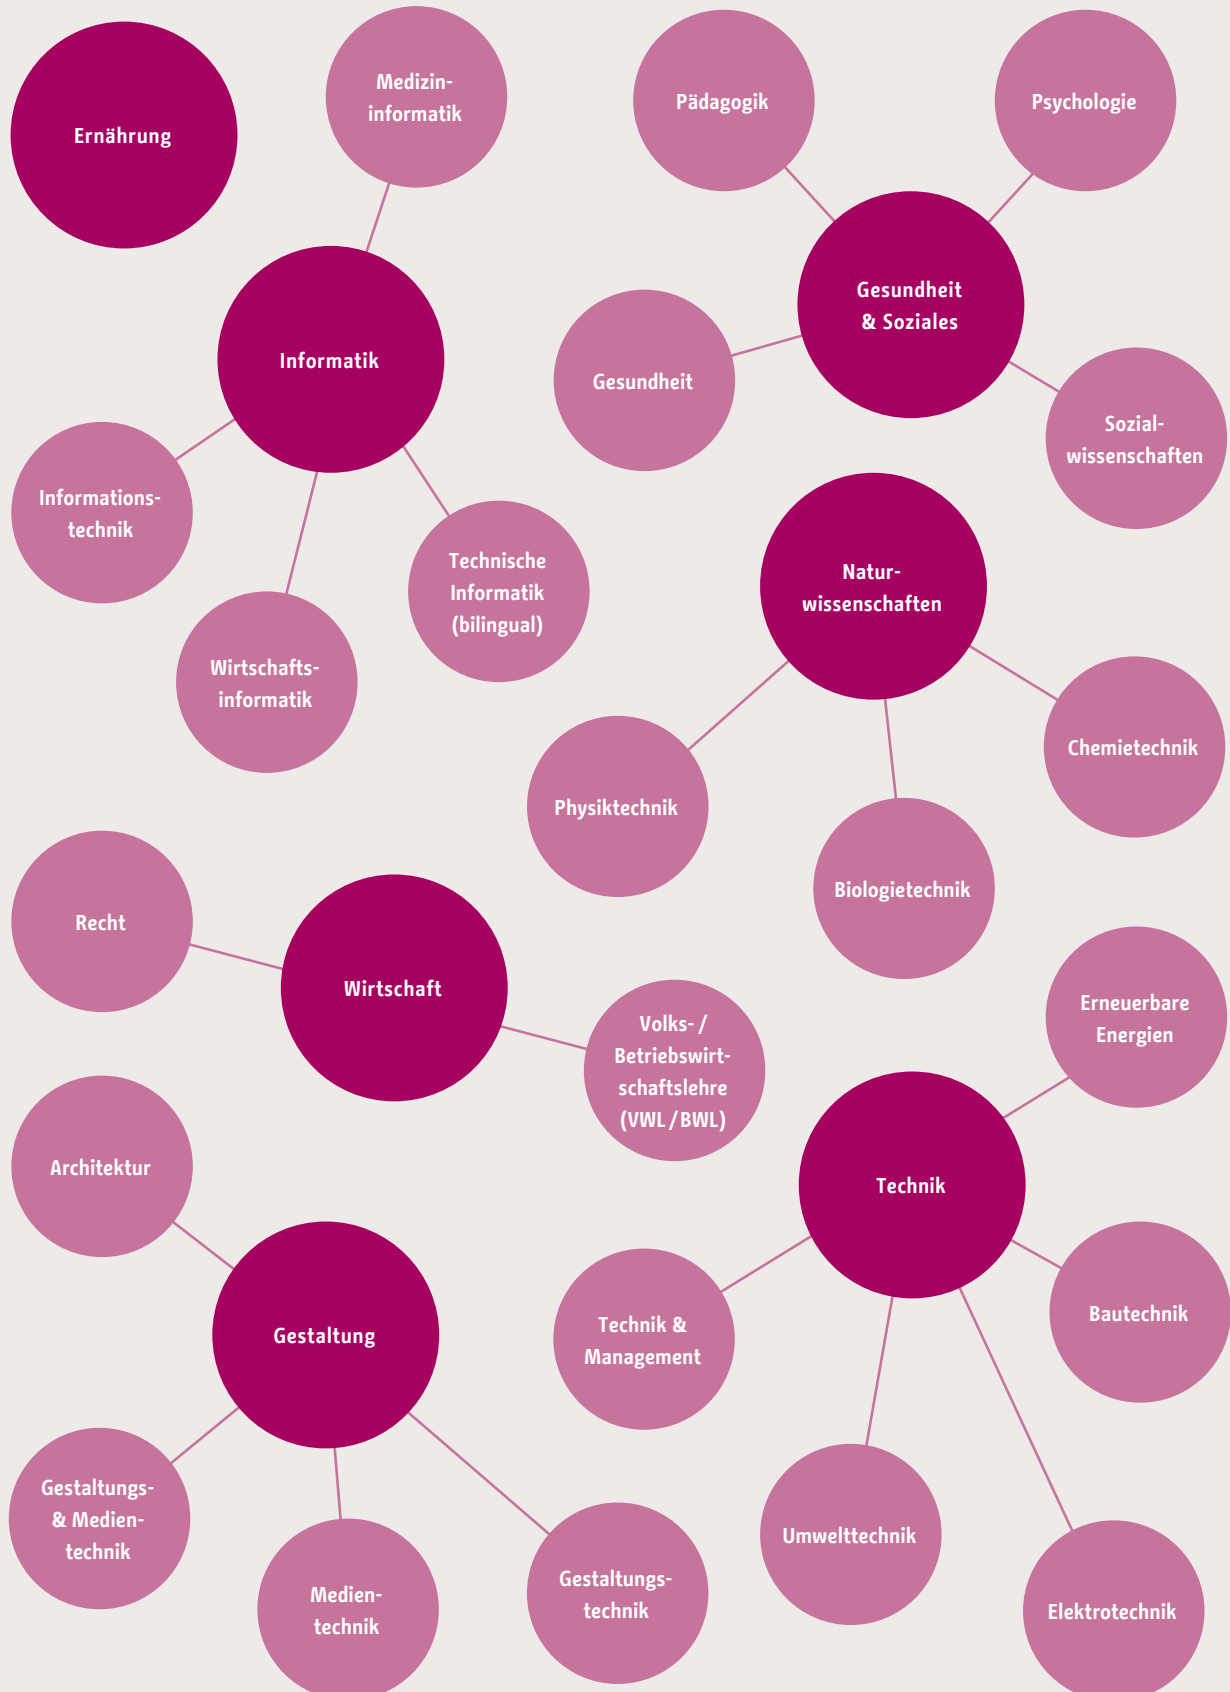 Ernährung
Medizin-
informatik
Informatik
Informations-
technik
Wirtschafts-
informatik
Technische
Informatik
(bilingual)
Pädagogik
Psychologie
Gesundheit
& Soziales
Gesundheit
Sozial-
wissenschaften
Natur-
wissenschaften
Physiktechnik
Chemietechnik
Biologietechnik
Recht
Wirtschaft
Volks- /
Betriebswirt-
schaftslehre
(VWL / BWL)
Erneuerbare
Energien
Technik
Technik &
Management
Bautechnik
Umwelttechnik
Elektrotechnik
Architektur
Gestaltung
Gestaltungs-
& Medien-
technik
Medien-
technik
Gestaltungs-
technik